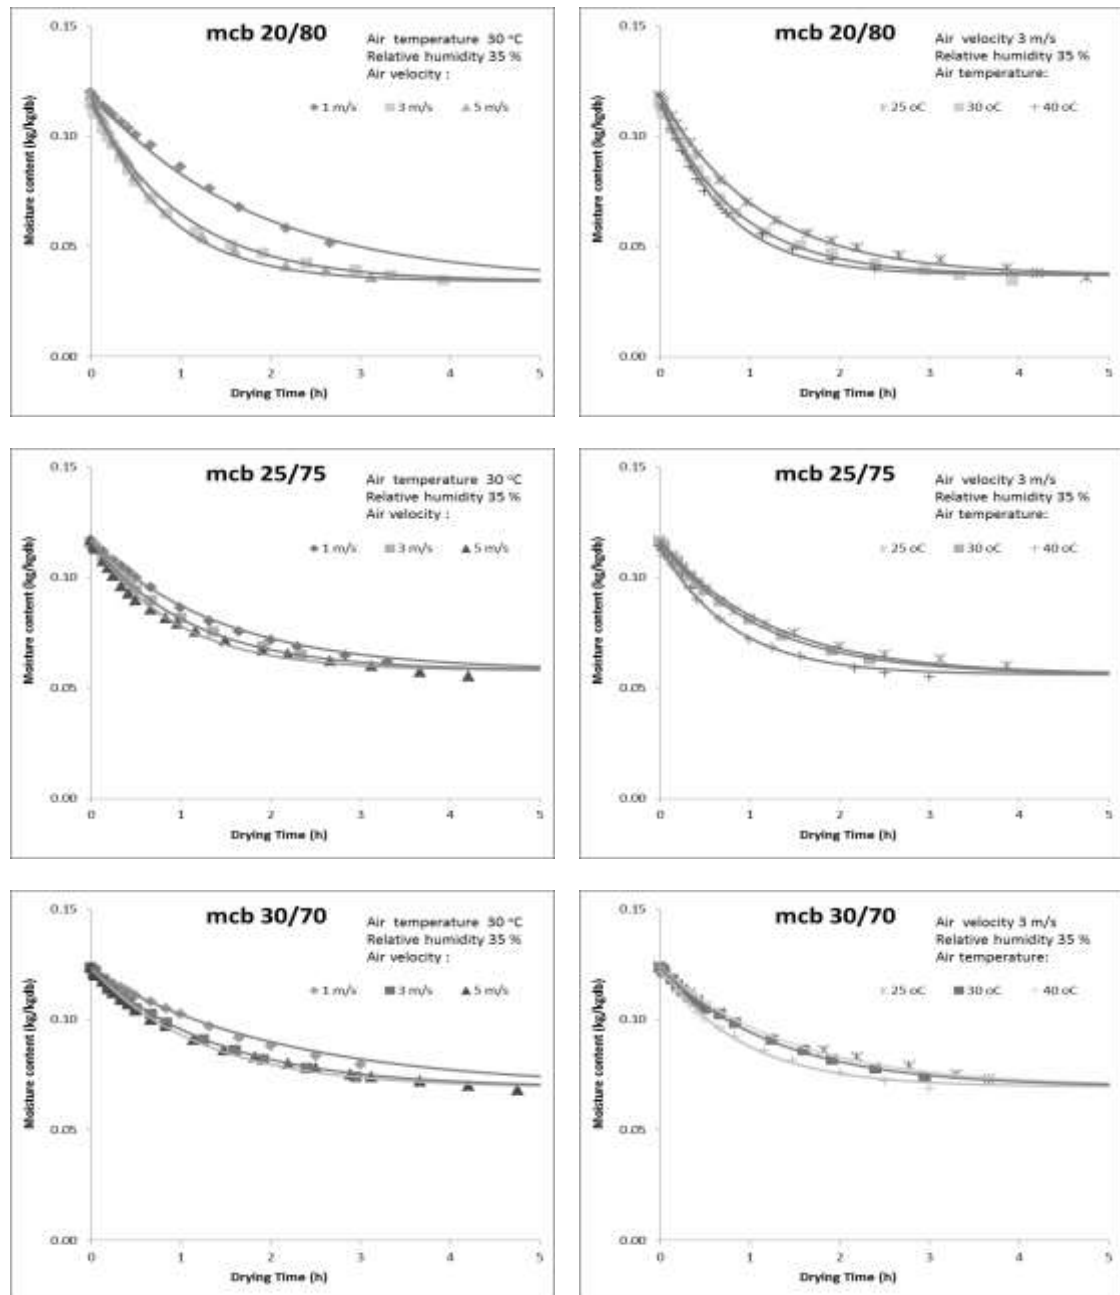 mcb 20/80
Air temperature 30 °C
Relative humidity 35 %
Air velocity :
1 m/s 3 m/s 5 m/s
0.15
0.10
0.05
0.00
Moisture content (kg/kgdb)
0 1 2 3 4 5
Drying Time (h)
mcb 20/80
Air velocity 3 m/s
Relative humidity 35 %
Air temperature:
25 oC 30 oC 40 oC
0.15
0.10
0.05
0.00
Moisture content (kg/kgdb)
0 1 2 3 4 5
Drying Time (h)
mcb 25/75
Air temperature 30 °C
Relative humidity 35 %
Air velocity :
1 m/s 3 m/s 5 m/s
0.15
0.10
0.05
0.00
Moisture content (kg/kgdb)
0 1 2 3 4 5
Drying Time (h)
mcb 25/75
Air velocity 3 m/s
Relative humidity 35 %
Air temperature:
25 oC 30 oC 40 oC
0.15
0.10
0.05
0.00
Moisture content (kg/kgdb)
0 1 2 3 4 5
Drying Time (h)
mcb 30/70
Air temperature 30 °C
Relative humidity 35 %
Air velocity :
1 m/s 3 m/s 5 m/s
0.15
0.10
0.05
0.00
Moisture content (kg/kgdb)
0 1 2 3 4 5
Drying Time (h)
mcb 30/70
Air velocity 3 m/s
Relative humidity 35 %
Air temperature:
25 oC 30 oC 40 oC
0.15
0.10
0.05
0.00
Moisture content (kg/kgdb)
0 1 2 3 4 5
Drying Time (h)